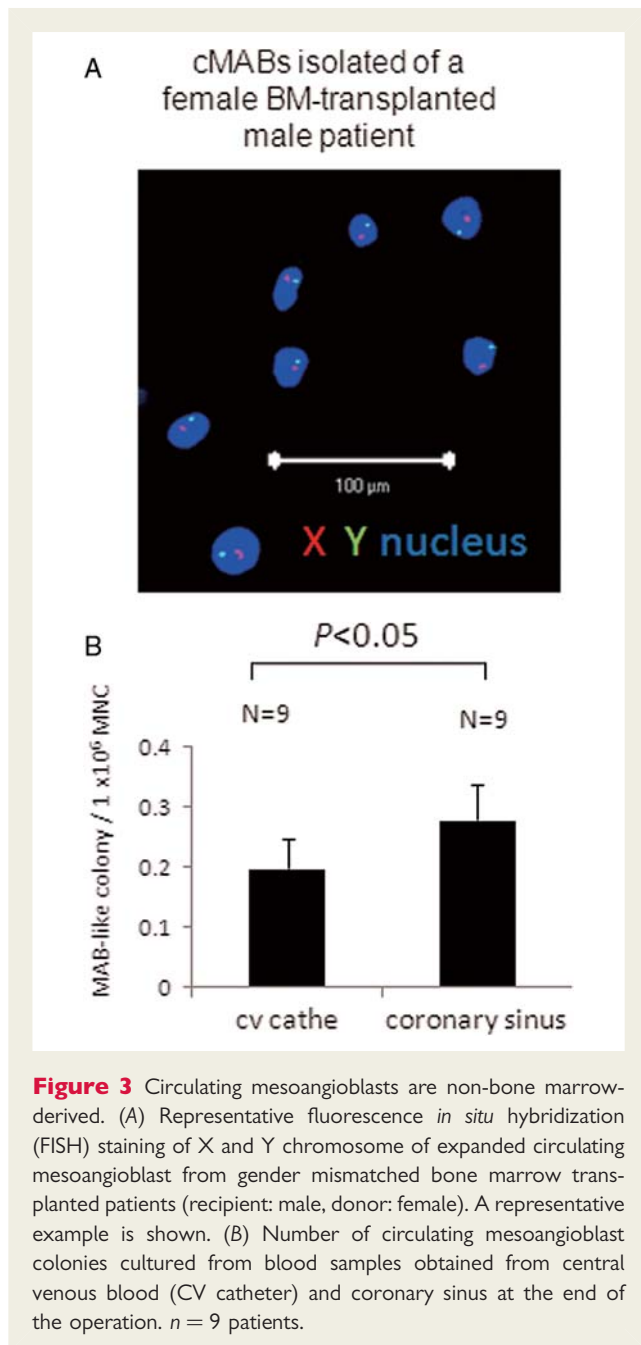 A
cMABs isolated of a
female BM-transplanted
male patient
100 µm
X Y nucleus
B
P<0.05
N=9 N=9
MAB-like colony / 1 x10⁶ MNC
0.4
0.3
0.2
0.1
0
cv cathe coronary sinus
Figure 3 Circulating mesoangioblasts are non-bone marrow-
derived. (A) Representative fluorescence in situ hybridization
(FISH) staining of X and Y chromosome of expanded circulating
mesoangioblast from gender mismatched bone marrow trans-
planted patients (recipient: male, donor: female). A representative
example is shown. (B) Number of circulating mesoangioblast
colonies cultured from blood samples obtained from central
venous blood (CV catheter) and coronary sinus at the end of
the operation. n = 9 patients.